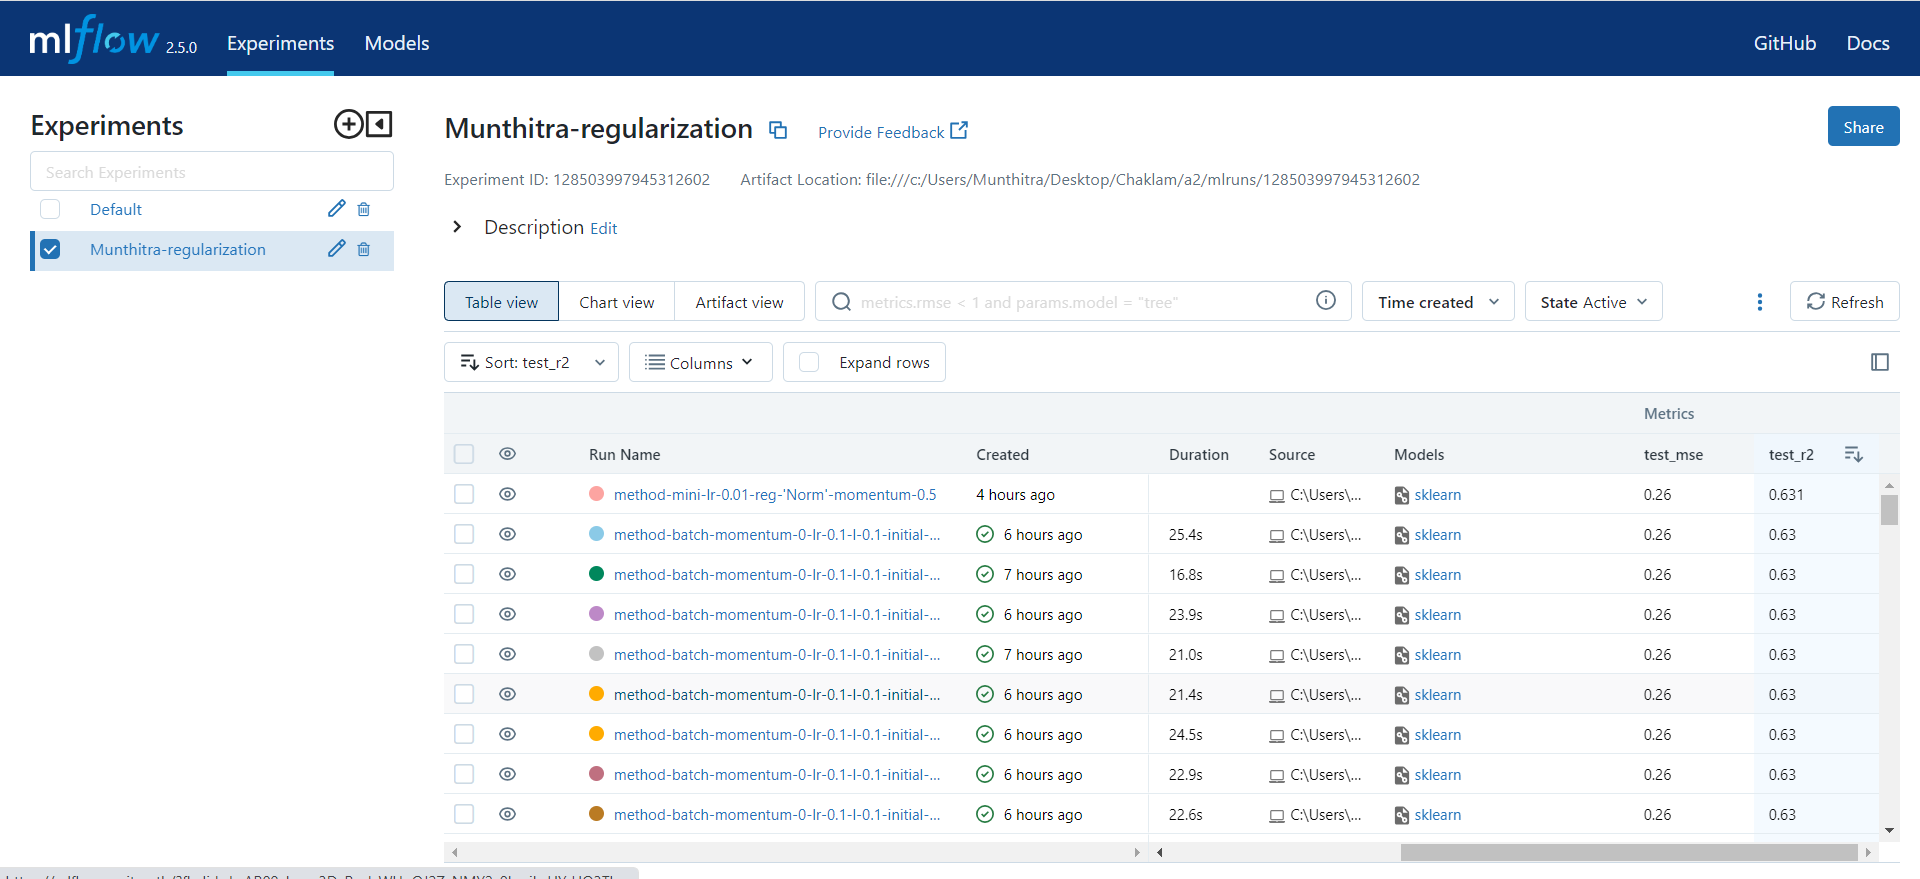 mlflow 2.5.0 Experiments Models GitHub Docs
Experiments
Search Experiments
Default
Munthitra-regularization
Munthitra-regularization Provide Feedback Share
Experiment ID: 128503997945312602 Artifact Location: file:///c:/Users/Munthitra/Desktop/Chaklam/a2/mlruns/128503997945312602
Description Edit
Table view Chart view Artifact view metrics.rmse < 1 and params.model = "tree" Time created State Active Refresh
Sort: test_r2 Columns Expand rows
Metrics
Run Name Created Duration Source Models test_mse test_r2
method-mini-lr-0.01-reg-'Norm'-momentum-0.5 4 hours ago C:\Users\... sklearn 0.26 0.631
method-batch-momentum-0-lr-0.1-l-0.1-initial-... 6 hours ago 25.4s C:\Users\... sklearn 0.26 0.63
method-batch-momentum-0-lr-0.1-l-0.1-initial-... 7 hours ago 16.8s C:\Users\... sklearn 0.26 0.63
method-batch-momentum-0-lr-0.1-l-0.1-initial-... 6 hours ago 23.9s C:\Users\... sklearn 0.26 0.63
method-batch-momentum-0-lr-0.1-l-0.1-initial-... 7 hours ago 21.0s C:\Users\... sklearn 0.26 0.63
method-batch-momentum-0-lr-0.1-l-0.1-initial-... 6 hours ago 21.4s C:\Users\... sklearn 0.26 0.63
method-batch-momentum-0-lr-0.1-l-0.1-initial-... 6 hours ago 24.5s C:\Users\... sklearn 0.26 0.63
method-batch-momentum-0-lr-0.1-l-0.1-initial-... 6 hours ago 22.9s C:\Users\... sklearn 0.26 0.63
method-batch-momentum-0-lr-0.1-l-0.1-initial-... 6 hours ago 22.6s C:\Users\... sklearn 0.26 0.63